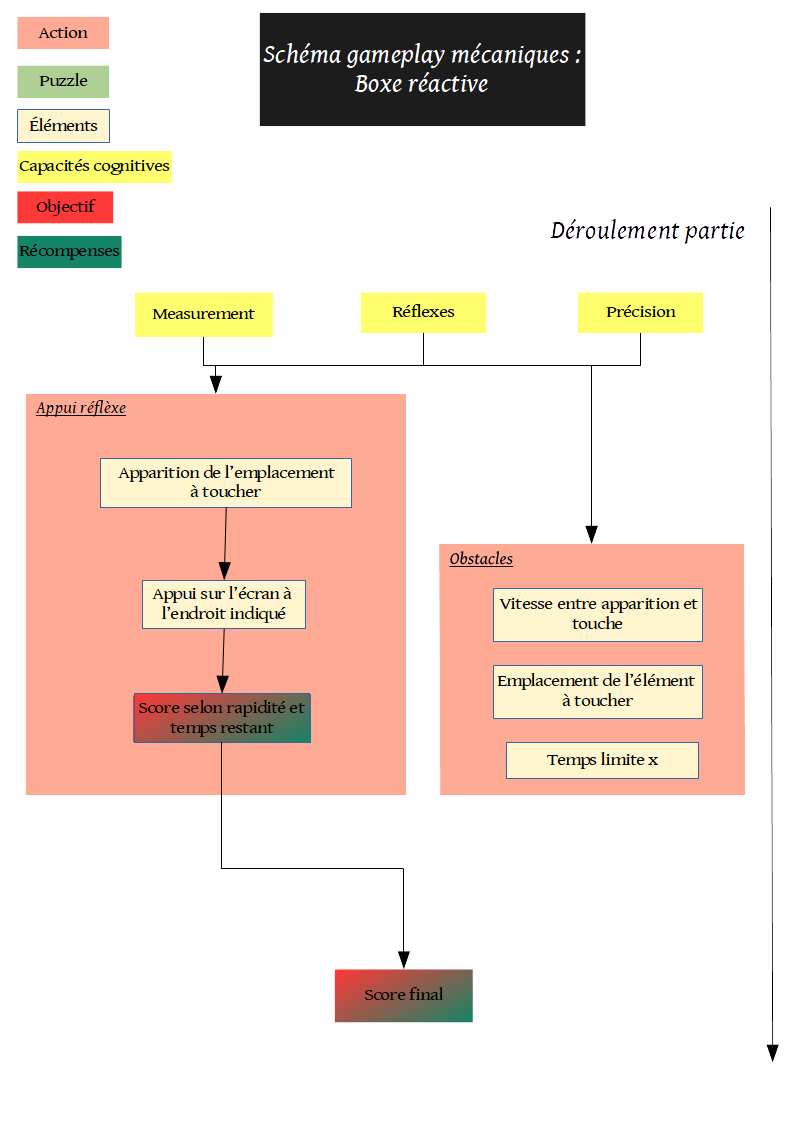 Action
Puzzle
Éléments
Capacités cognitives
Objectif
Récompenses
Schéma gameplay mécaniques :
Boxe réactive
Déroulement partie
Measurement
Réflexes
Précision
Appui réflèxe
Apparition de l'emplacement
à toucher
Appui sur l'écran à
l'endroit indiqué
Score selon rapidité et
temps restant
Obstacles
Vitesse entre apparition et
touche
Emplacement de l'élément
à toucher
Temps limite x
Score final